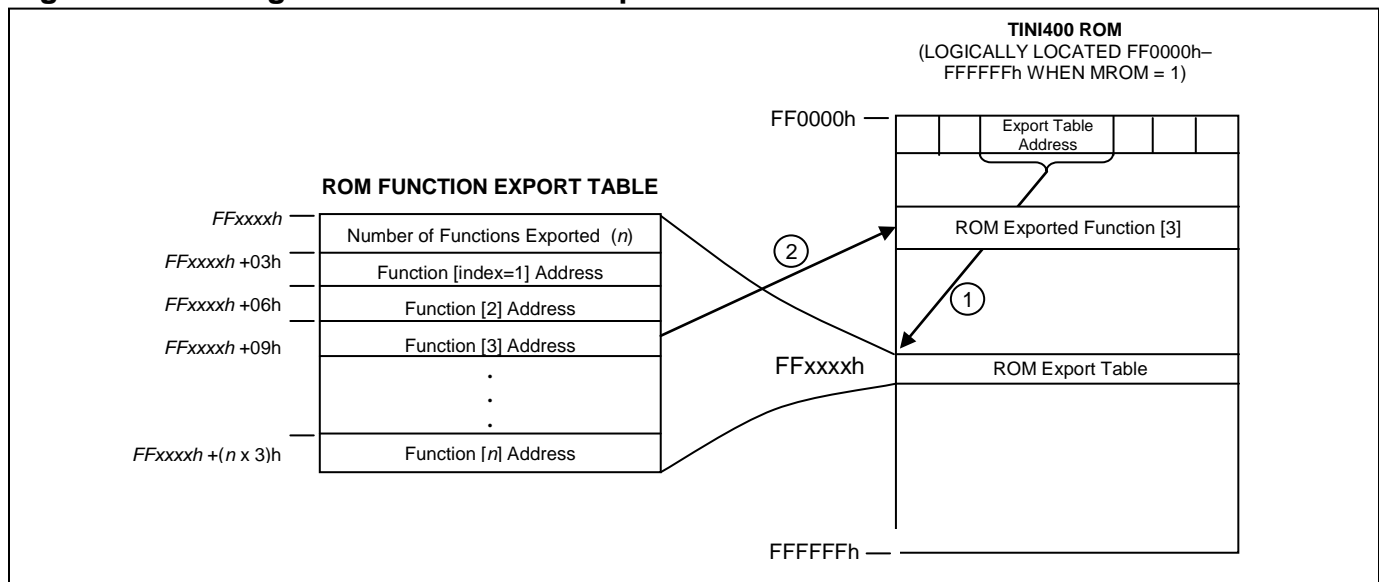 TINI400 ROM
(LOGICALLY LOCATED FF0000h–
FFFFFFh WHEN MROM = 1)
FF0000h
Export Table
Address
ROM FUNCTION EXPORT TABLE
FFxxxxh
Number of Functions Exported (n)
ROM Exported Function [3]
2
FFxxxxh +03h
Function [index=1] Address
FFxxxxh +06h
Function [2] Address
1
FFxxxxh +09h
Function [3] Address
FFxxxxh
ROM Export Table
.
.
.
FFxxxxh +(n x 3)h
Function [n] Address
FFFFFFh